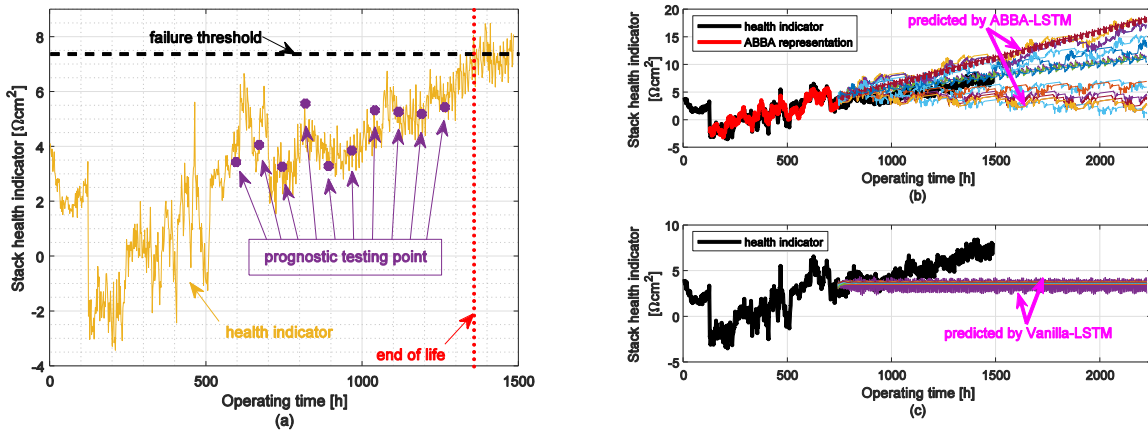 Stack health indicator [Ωcm²]
8
6
4
2
0
-2
-4
failure threshold
prognostic testing point
health indicator
end of life
0 500 1000 1500
Operating time [h]
(a)
Stack health indicator
[Ωcm²]
20
15
10
5
0
-5
health indicator
ABBA representation
predicted by ABBA-LSTM
0 500 1000 1500 2000
Operating time [h]
(b)
Stack health indicator
[Ωcm²]
10
5
0
-5
health indicator
predicted by Vanilla-LSTM
0 500 1000 1500 2000
Operating time [h]
(c)